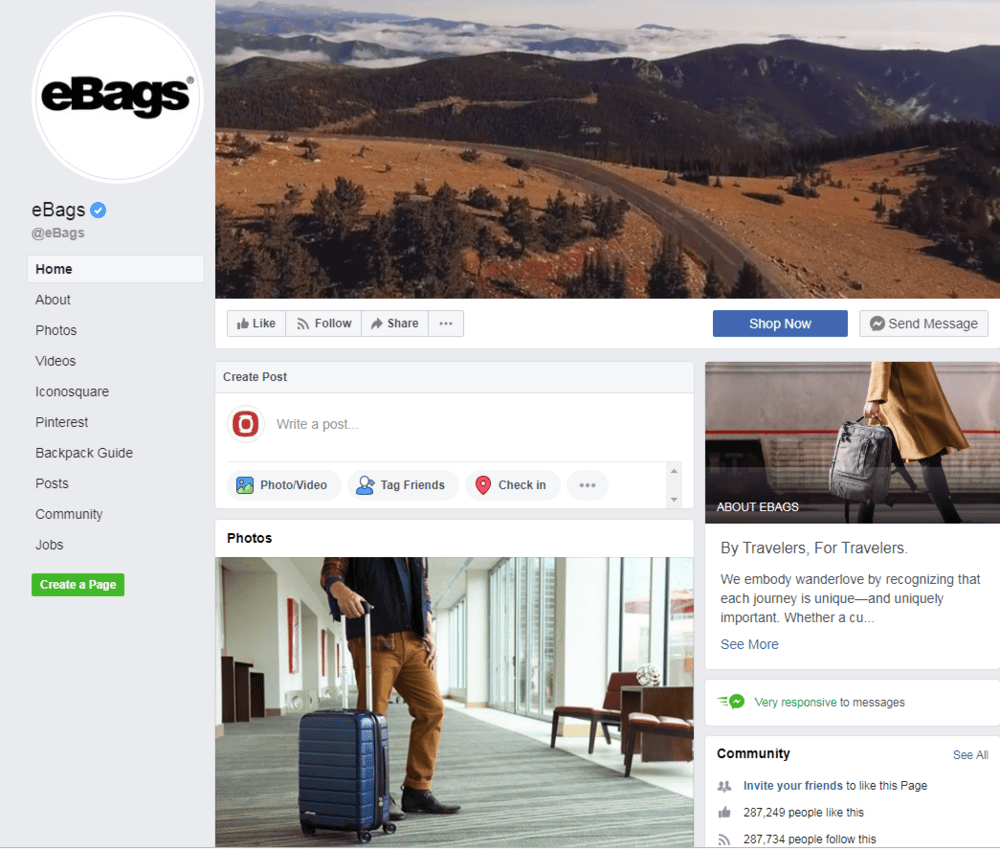 eBags®
eBags
@eBags
Home
About
Photos
Videos
Iconosquare
Pinterest
Backpack Guide
Posts
Community
Jobs
Create a Page
Like
Follow
Share
Shop Now
Send Message
Create Post
Write a post...
Photo/Video
Tag Friends
Check in
Photos
ABOUT EBAGS
By Travelers, For Travelers.
We embody wanderlove by recognizing that
each journey is unique—and uniquely
important. Whether a cu...
See More
Very responsive to messages
Community
See All
Invite your friends to like this Page
287,249 people like this
287,734 people follow this